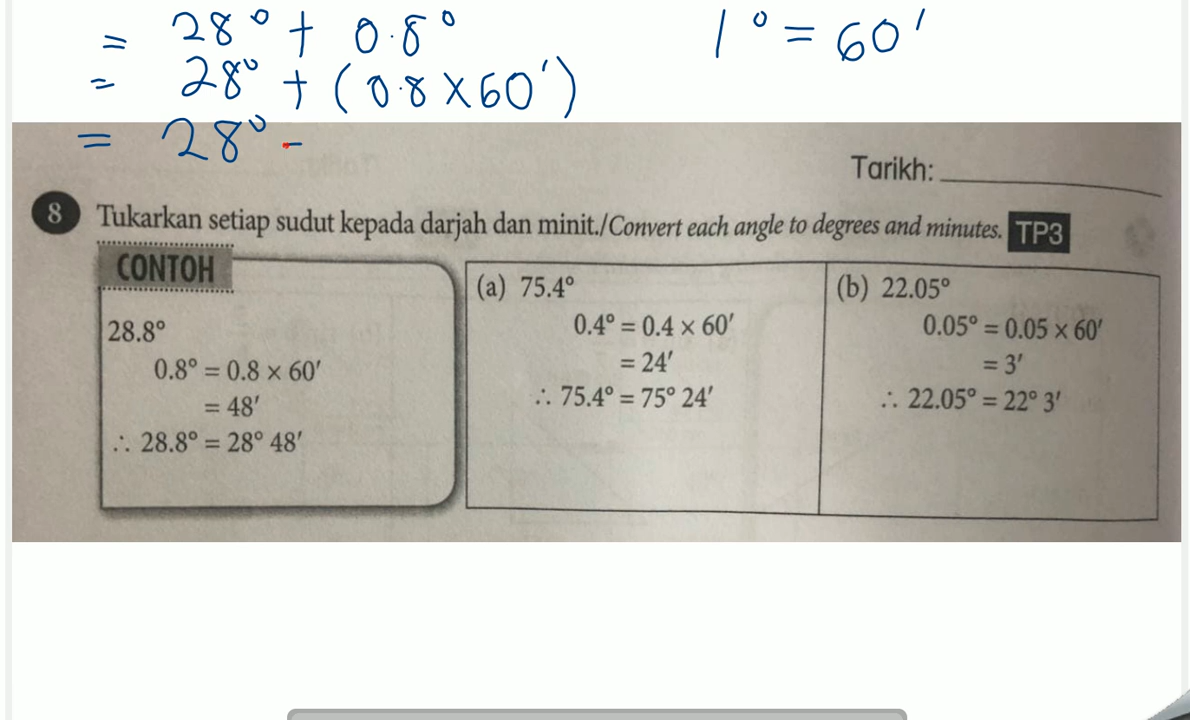 = 28° + 0.8° 1° = 60'
= 28° + (0.8 × 60')
= 28° -
Tarikh:
8 Tukarkan setiap sudut kepada darjah dan minit./Convert each angle to degrees and minutes. TP3
CONTOH
28.8°
0.8° = 0.8 × 60′
= 48′
∴ 28.8° = 28° 48′
(a) 75.4°
0.4° = 0.4 × 60′
= 24′
∴ 75.4° = 75° 24′
(b) 22.05°
0.05° = 0.05 × 60′
= 3′
∴ 22.05° = 22° 3′